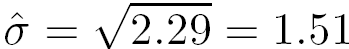 σ̂ = √2.29 = 1.51